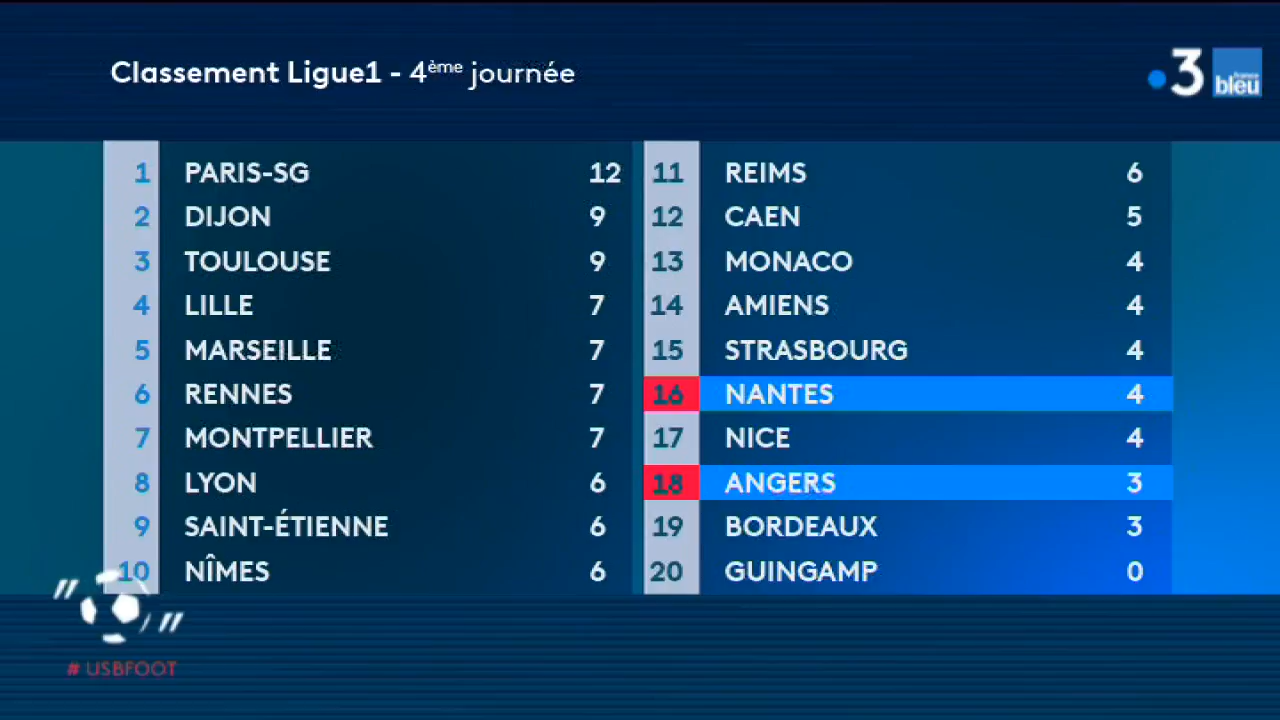 Classement Ligue1 - 4ème journée
3 france bleu
1 PARIS-SG 12
2 DIJON 9
3 TOULOUSE 9
4 LILLE 7
5 MARSEILLE 7
6 RENNES 7
7 MONTPELLIER 7
8 LYON 6
9 SAINT-ÉTIENNE 6
10 NÎMES 6
11 REIMS 6
12 CAEN 5
13 MONACO 4
14 AMIENS 4
15 STRASBOURG 4
16 NANTES 4
17 NICE 4
18 ANGERS 3
19 BORDEAUX 3
20 GUINGAMP 0
# USBFOOT